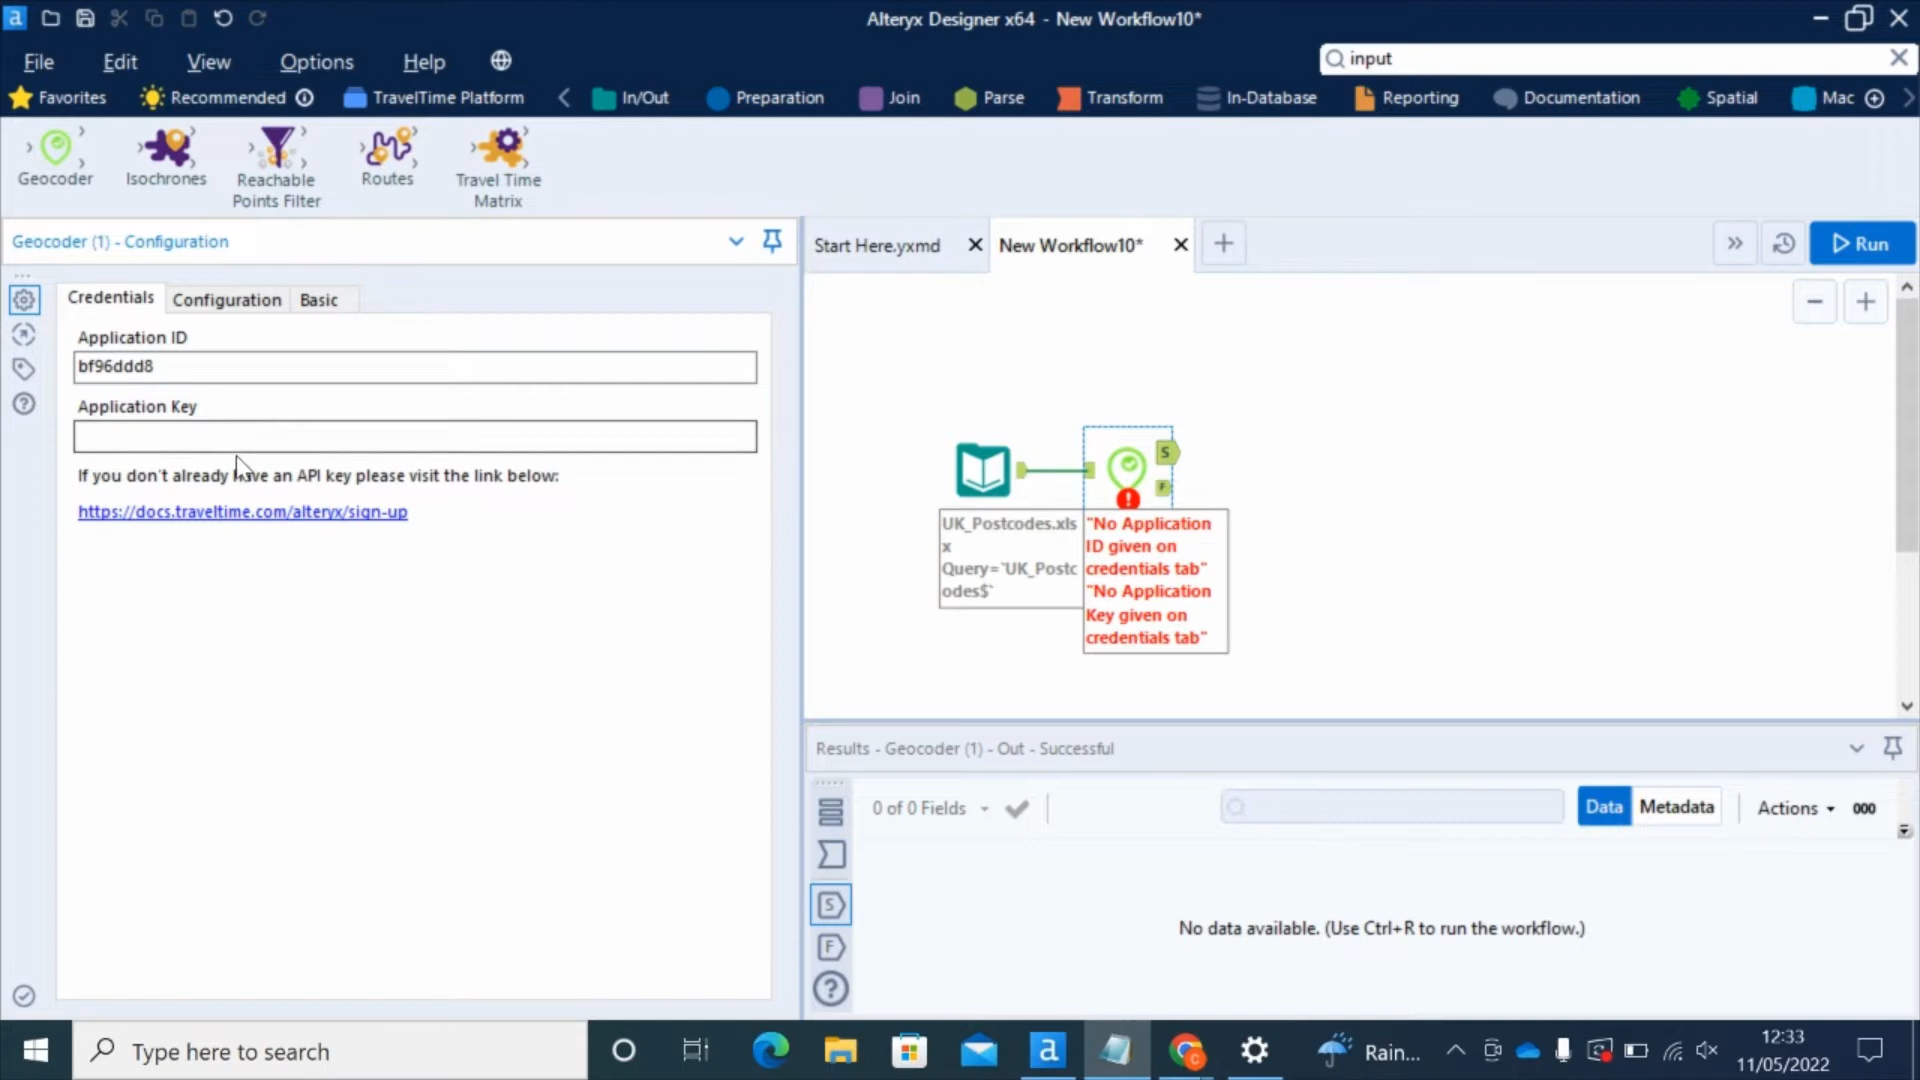 Alteryx Designer x64 - New Workflow10*
File Edit View Options Help
input
Favorites Recommended TravelTime Platform In/Out Preparation Join Parse Transform In-Database Reporting Documentation Spatial Mac
Geocoder Isochrones Reachable Points Filter Routes Travel Time Matrix
Geocoder (1) - Configuration
Start Here.yxmd New Workflow10* Run
Credentials Configuration Basic
Application ID
bf96ddd8
Application Key
If you don't already have an API key please visit the link below:
https://docs.traveltime.com/alteryx/sign-up
S
F
UK_Postcodes.xls
x
Query=`UK_Postc
odes$`
"No Application
ID given on
credentials tab"
"No Application
Key given on
credentials tab"
Results - Geocoder (1) - Out - Successful
0 of 0 Fields Data Metadata Actions 000
S
F
No data available. (Use Ctrl+R to run the workflow.)
Type here to search
Rain...
12:33
11/05/2022